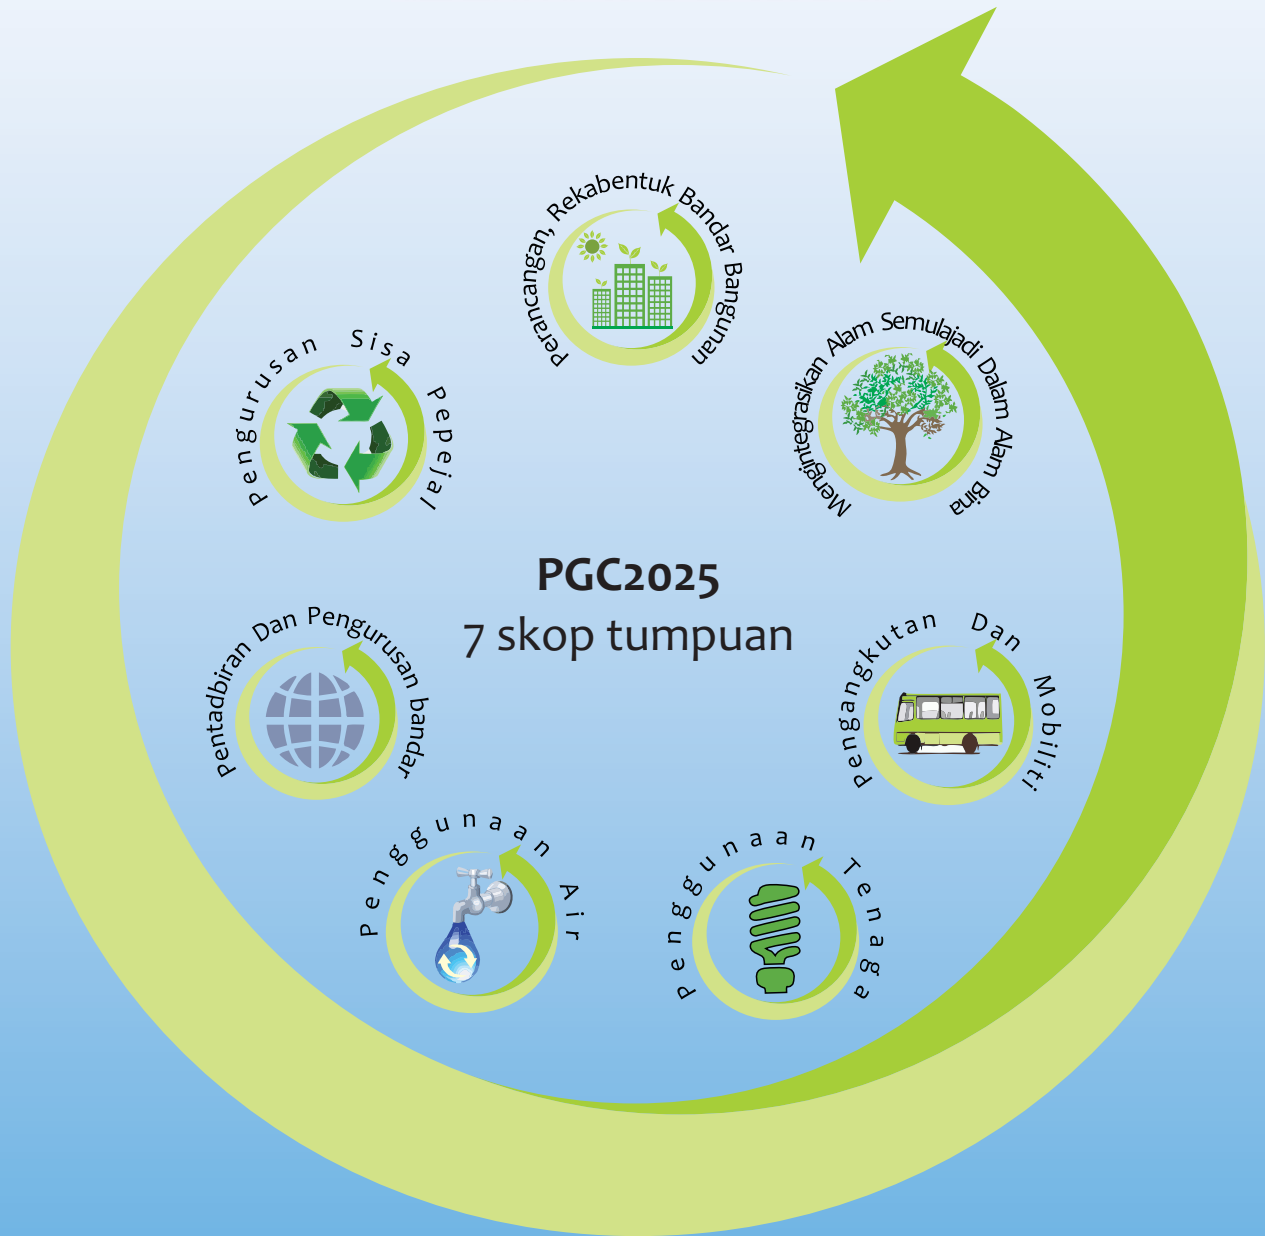 Perancangan, Rekabentuk Bandar Bangunan
Mengintegrasikan Alam Semulajadi Dalam Alam Bina
Pengangkutan Dan Mobiliti
Penggunaan Tenaga
Penggunaan Air
Pentadbiran Dan Pengurusan bandar
Pengurusan Sisa Pepejal
PGC2025
7 skop tumpuan